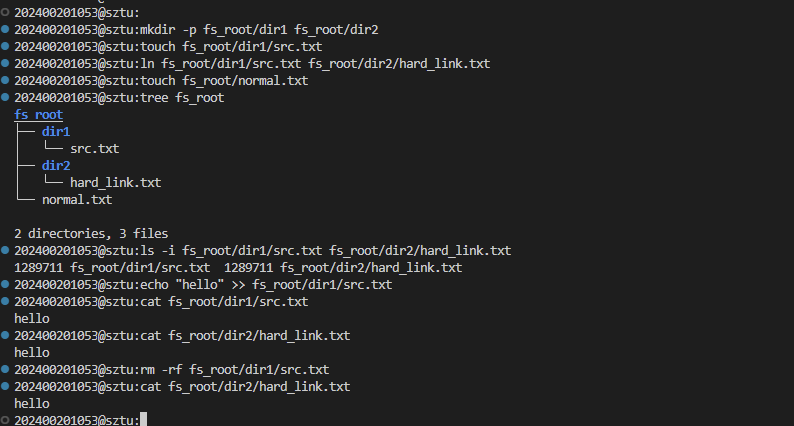 202400201053@sztu:
202400201053@sztu:mkdir -p fs_root/dir1 fs_root/dir2
202400201053@sztu:touch fs_root/dir1/src.txt
202400201053@sztu:ln fs_root/dir1/src.txt fs_root/dir2/hard_link.txt
202400201053@sztu:touch fs_root/normal.txt
202400201053@sztu:tree fs_root
fs_root
├── dir1
│   └── src.txt
├── dir2
│   └── hard_link.txt
└── normal.txt
2 directories, 3 files
202400201053@sztu:ls -i fs_root/dir1/src.txt fs_root/dir2/hard_link.txt
1289711 fs_root/dir1/src.txt  1289711 fs_root/dir2/hard_link.txt
202400201053@sztu:echo "hello" >> fs_root/dir1/src.txt
202400201053@sztu:cat fs_root/dir1/src.txt
hello
202400201053@sztu:cat fs_root/dir2/hard_link.txt
hello
202400201053@sztu:rm -rf fs_root/dir1/src.txt
202400201053@sztu:cat fs_root/dir2/hard_link.txt
hello
202400201053@sztu: